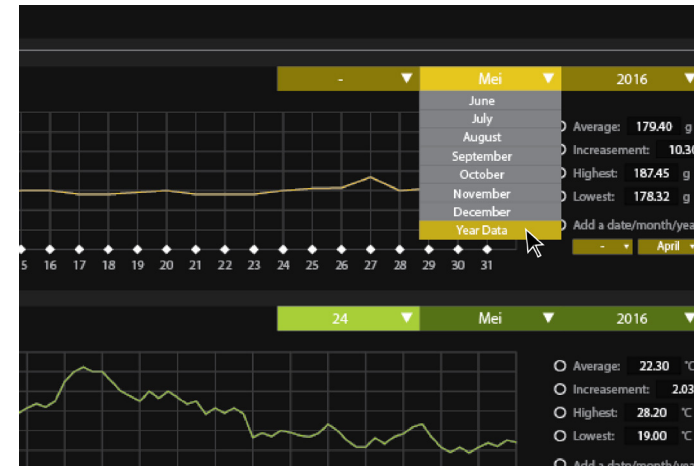 - Mei 2016
June
July
August
September
October
November
December
Year Data
Average: 179.40 g
Increasement: 10.30
Highest: 187.45 g
Lowest: 178.32 g
Add a date/month/yea
- April
5 16 17 18 19 20 21 22 23 24 25 26 27 28 29 30 31
24 Mei 2016
Average: 22.30 °C
Increasement: 2.03
Highest: 28.20 °C
Lowest: 19.00 °C
Add a date/month/yea